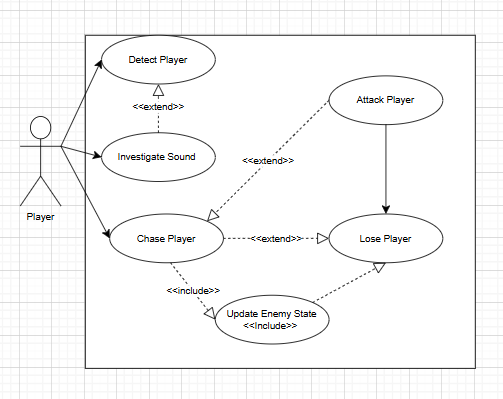 Detect Player
<<extend>>
Attack Player
Investigate Sound
<<extend>>
Player
Chase Player
<<extend>>
Lose Player
<<include>>
Update Enemy State
<<Include>>